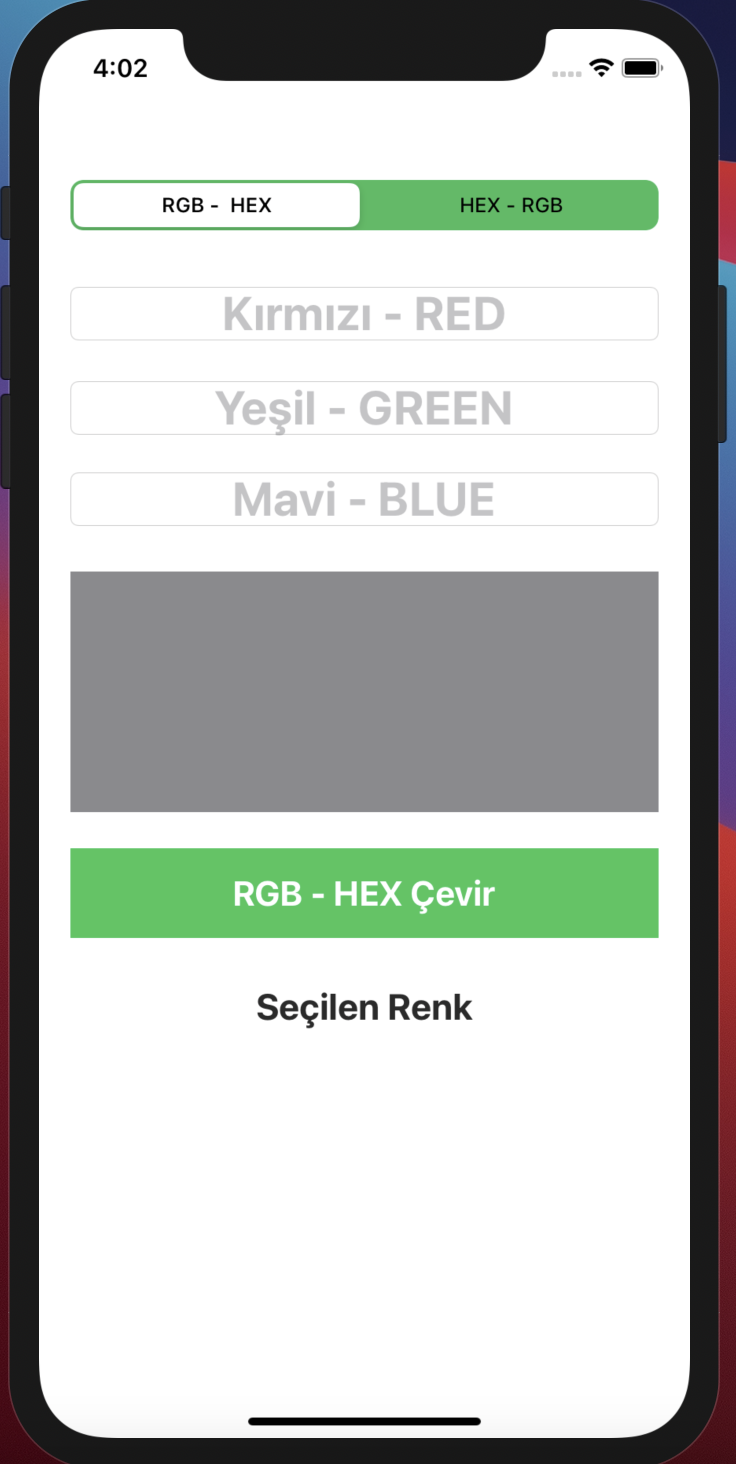 4:02
RGB - HEX
HEX - RGB
Kırmızı - RED
Yeşil - GREEN
Mavi - BLUE
RGB - HEX Çevir
Seçilen Renk